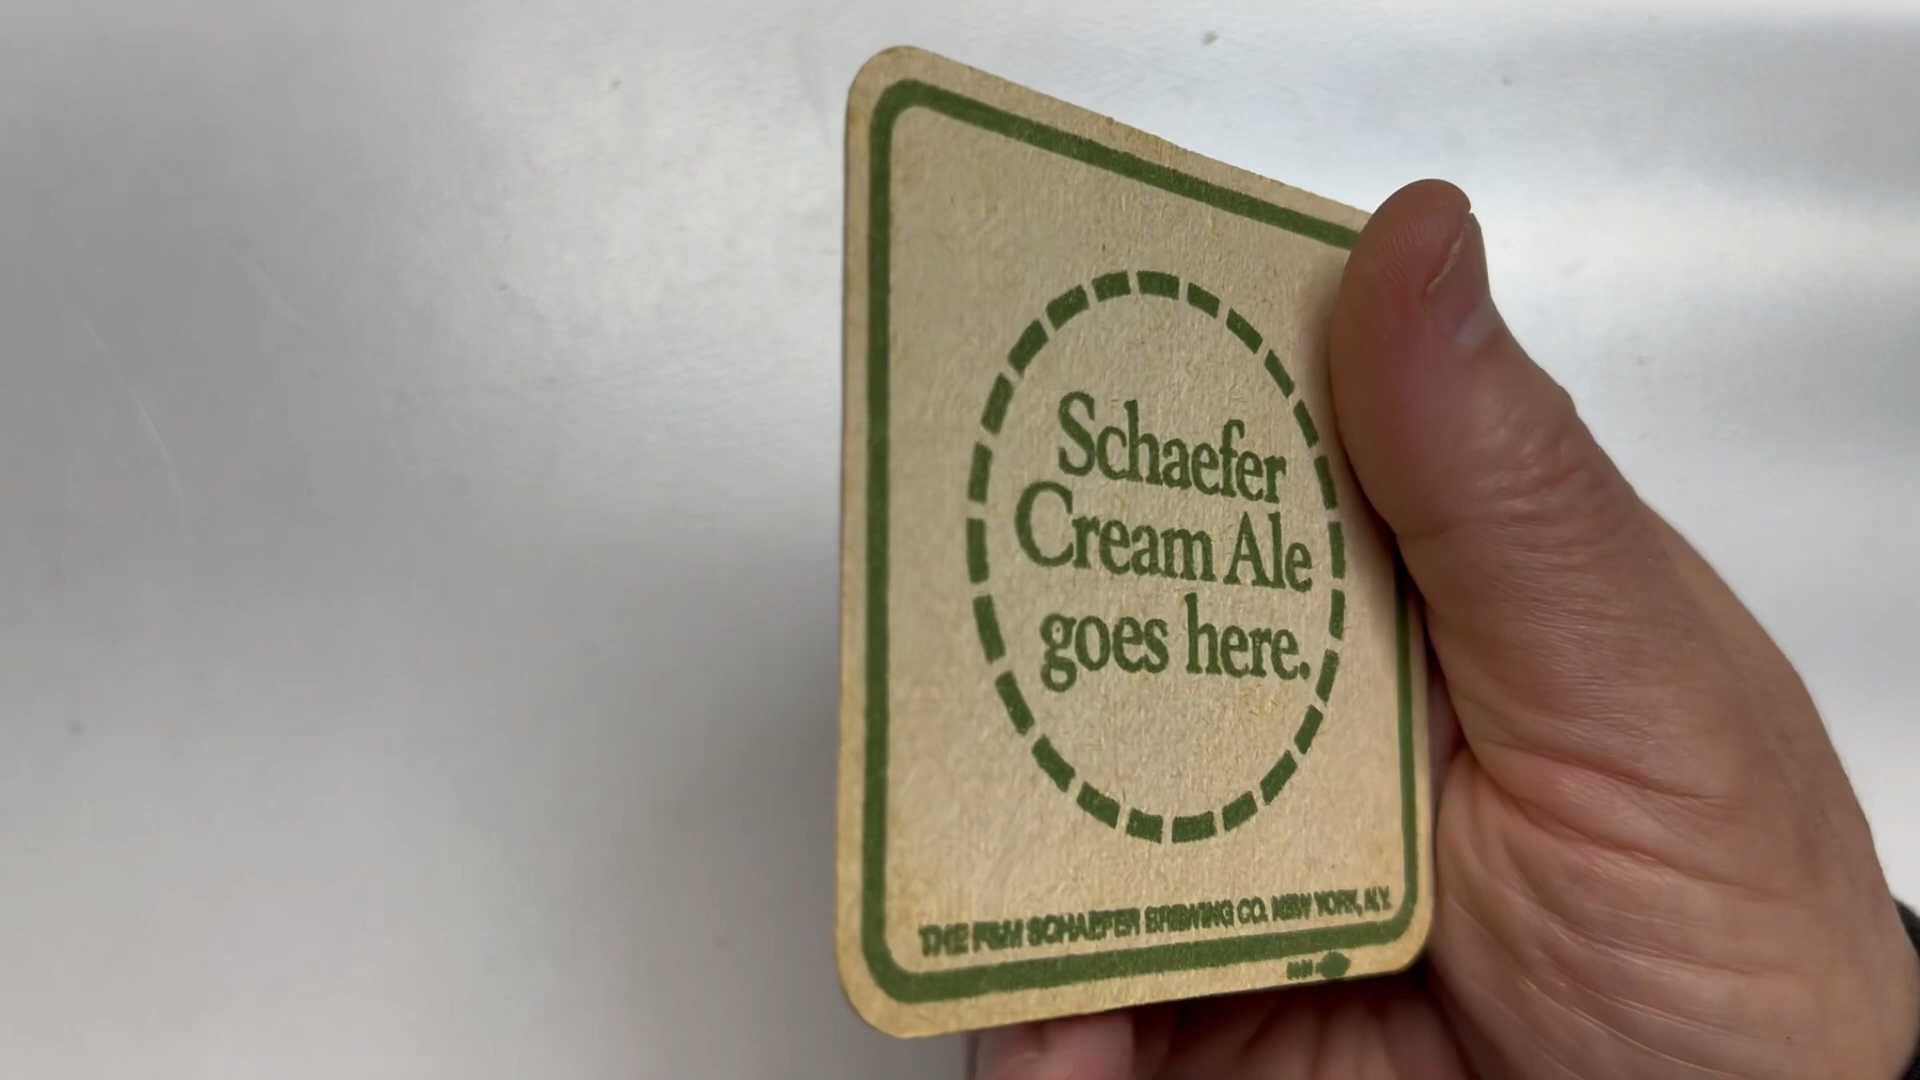 Schaefer
Cream Ale
goes here.
THE F&M SCHAEFER BREWING CO. NEW YORK, N.Y.